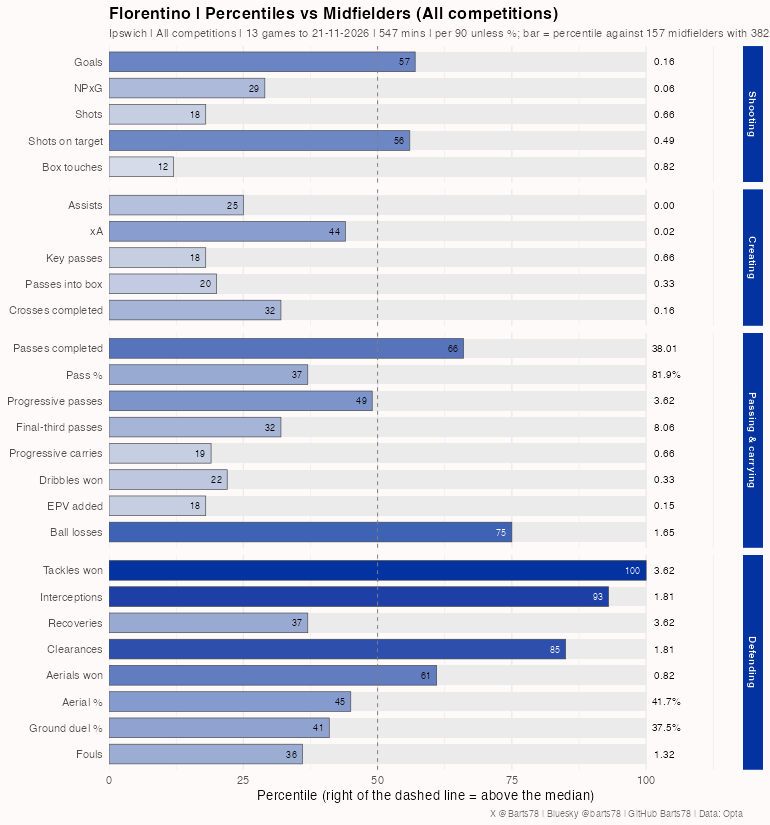 Florentino | Percentiles vs Midfielders (All competitions)
Ipswich | All competitions | 13 games to 21-11-2026 | 547 mins | per 90 unless %; bar = percentile against 157 midfielders with 382
Goals 57 0.16
NPxG 29 0.06
Shots 18 0.66
Shots on target 56 0.49
Box touches 12 0.82
Shooting
Assists 25 0.00
xA 44 0.02
Key passes 18 0.66
Passes into box 20 0.33
Crosses completed 32 0.16
Creating
Passes completed 66 38.01
Pass % 37 81.9%
Progressive passes 49 3.62
Final-third passes 32 8.06
Progressive carries 19 0.66
Dribbles won 22 0.33
EPV added 18 0.15
Ball losses 75 1.65
Passing & carrying
Tackles won 100 3.62
Interceptions 93 1.81
Recoveries 37 3.62
Clearances 85 1.81
Aerials won 61 0.82
Aerial % 45 41.7%
Ground duel % 41 37.5%
Fouls 36 1.32
Defending
0 25 50 75 100
Percentile (right of the dashed line = above the median)
X @ Barts78 | Bluesky @barts78 | GitHub Barts78 | Data: Opta